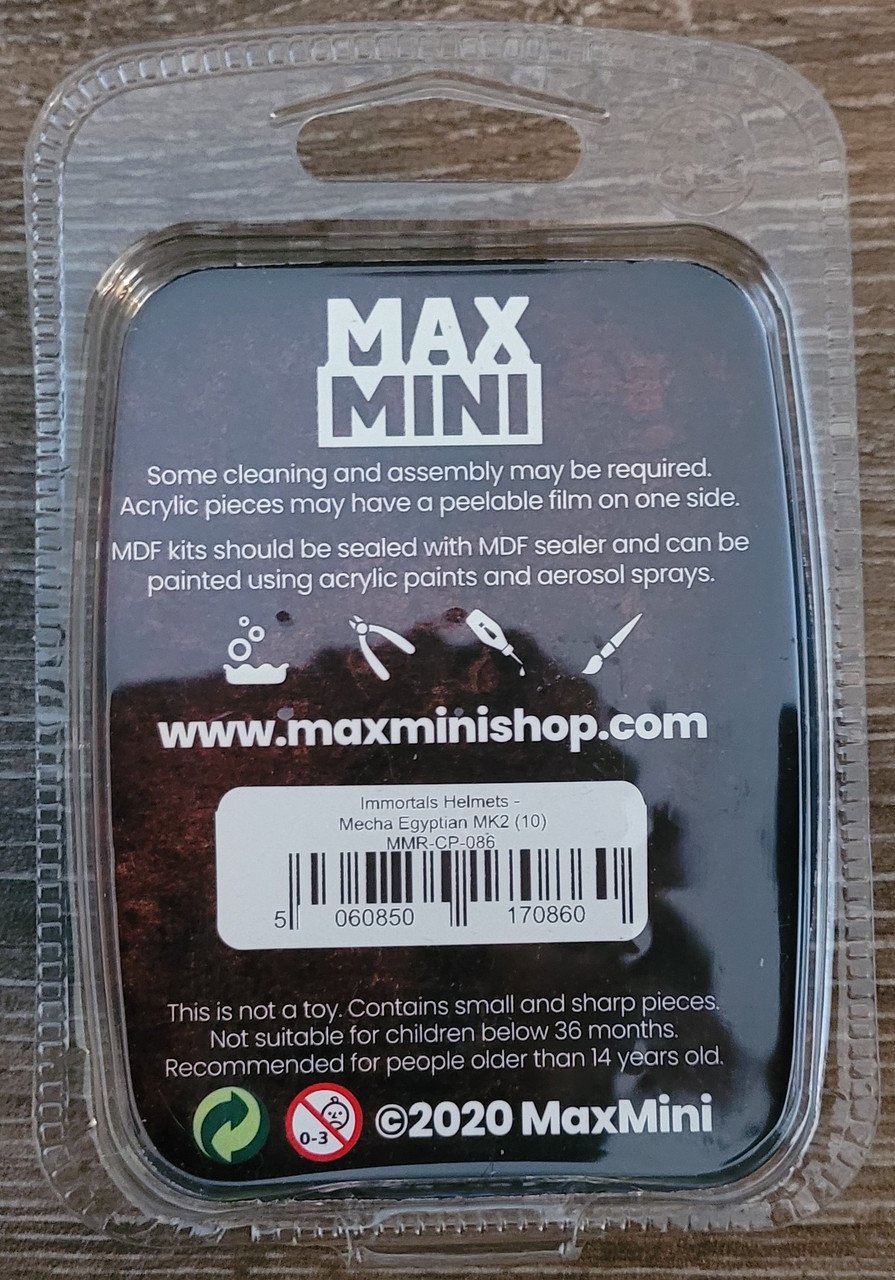 MAX
MINI
Some cleaning and assembly may be required.
Acrylic pieces may have a peelable film on one side.
MDF kits should be sealed with MDF sealer and can be
painted using acrylic paints and aerosol sprays.
www.maxminishop.com
Immortals Helmets -
Mecha Egyptian MK2 (10)
MMR-CP-086
5 060850 170860
This is not a toy. Contains small and sharp pieces.
Not suitable for children below 36 months.
Recommended for people older than 14 years old.
0-3 ©2020 MaxMini